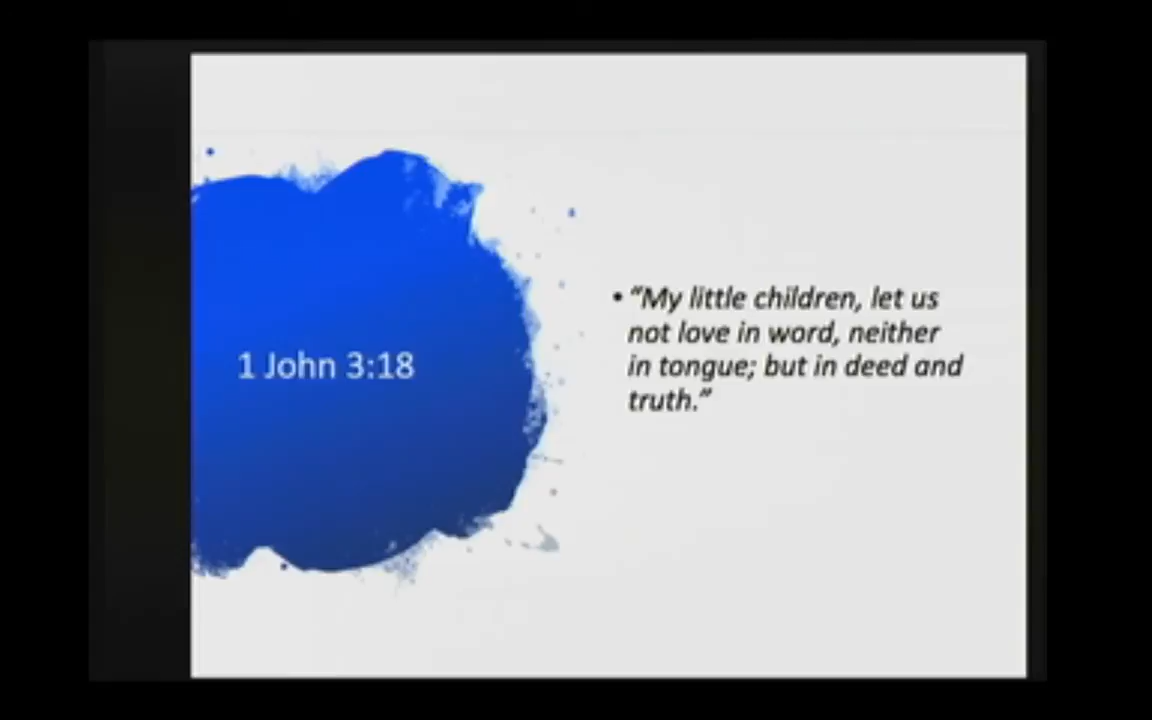 1 John 3:18
• “My little children, let us
not love in word, neither
in tongue; but in deed and
truth.”